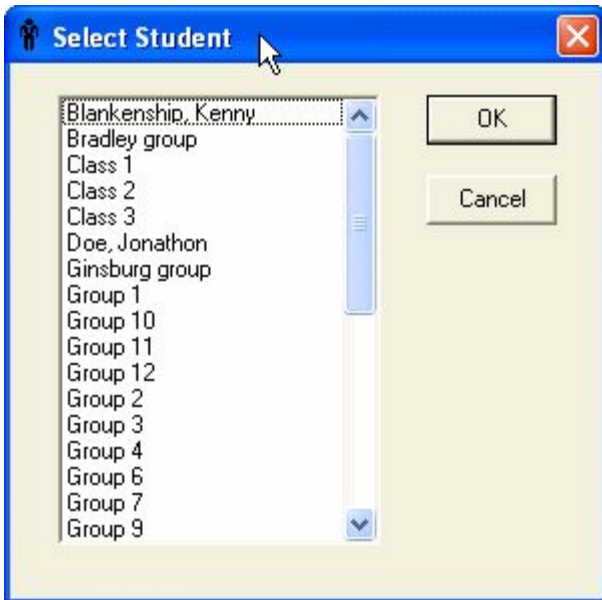 Select Student
Blankenship, Kenny
Bradley group
Class 1
Class 2
Class 3
Doe, Jonathon
Ginsburg group
Group 1
Group 10
Group 11
Group 12
Group 2
Group 3
Group 4
Group 6
Group 7
Group 9
OK
Cancel